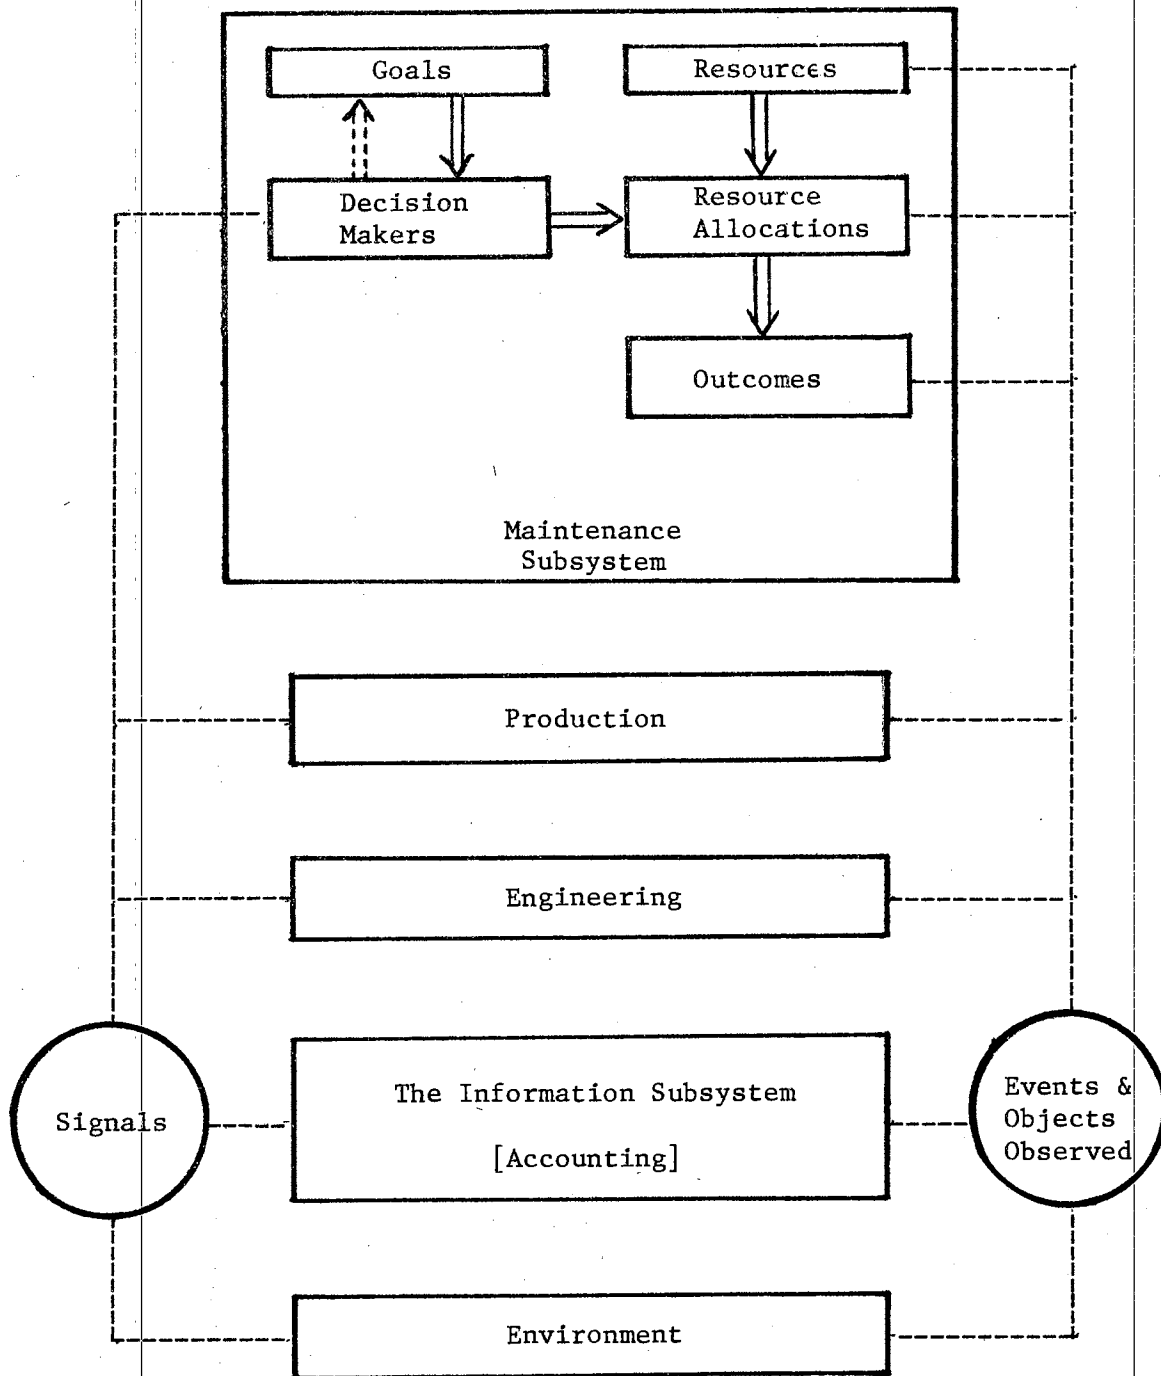 Goals
Resources
Decision
Makers
Resource
Allocations
Outcomes
Maintenance
Subsystem
Production
Engineering
The Information Subsystem
[Accounting]
Signals
Events &
Objects
Observed
Environment